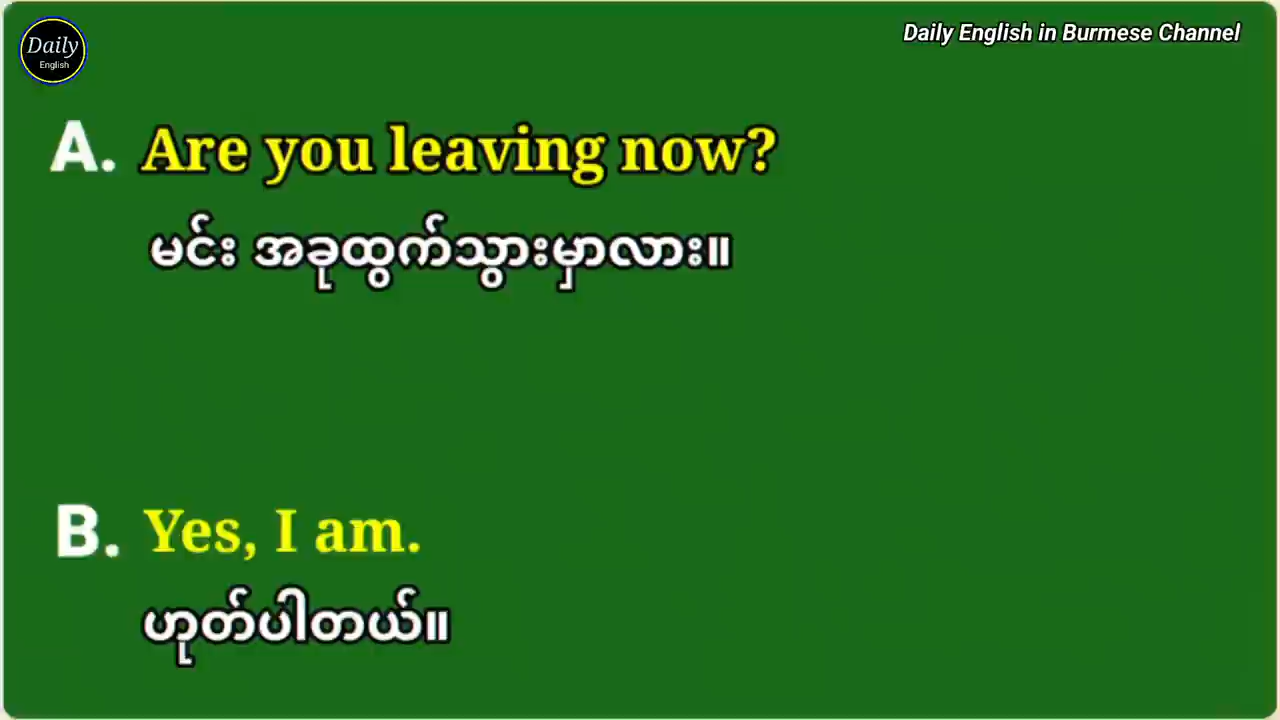 Daily
English
Daily English in Burmese Channel
A. Are you leaving now?
မင်း အခုထွက်သွားမှာလား။
B. Yes, I am.
ဟုတ်ပါတယ်။